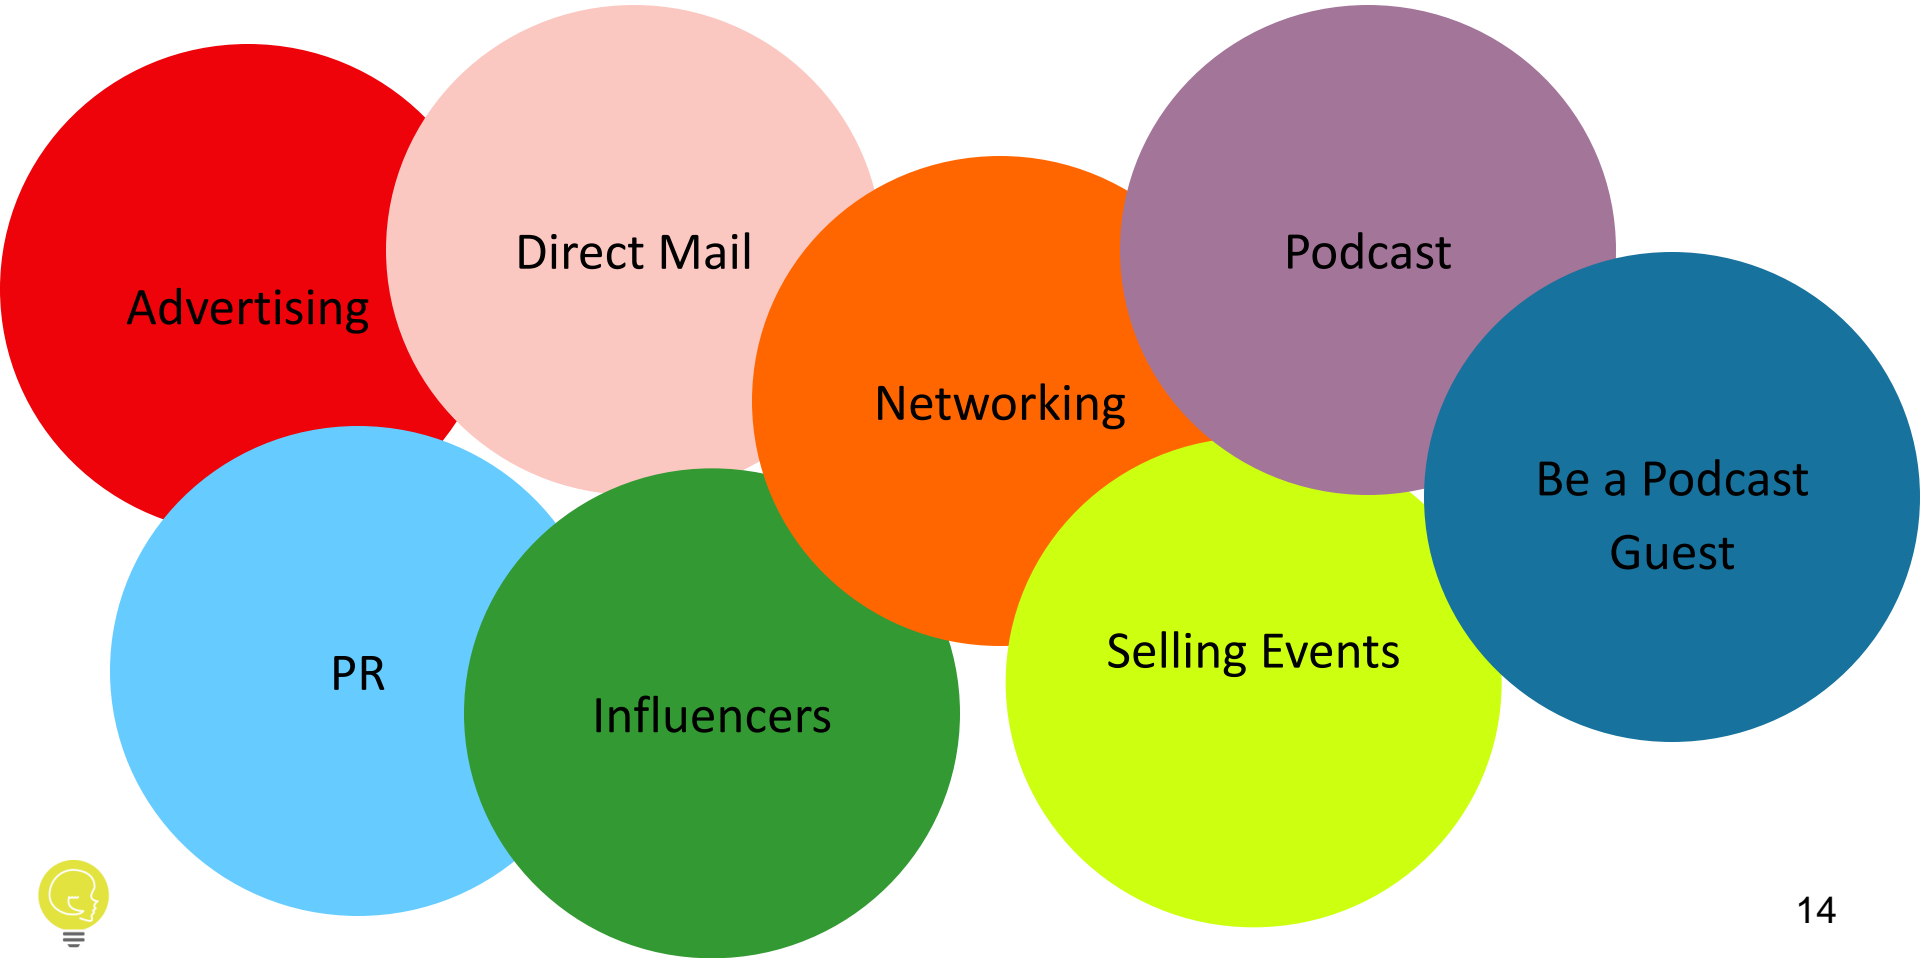 Advertising
Direct Mail
Networking
Podcast
Be a Podcast
Guest
PR
Influencers
Selling Events
14